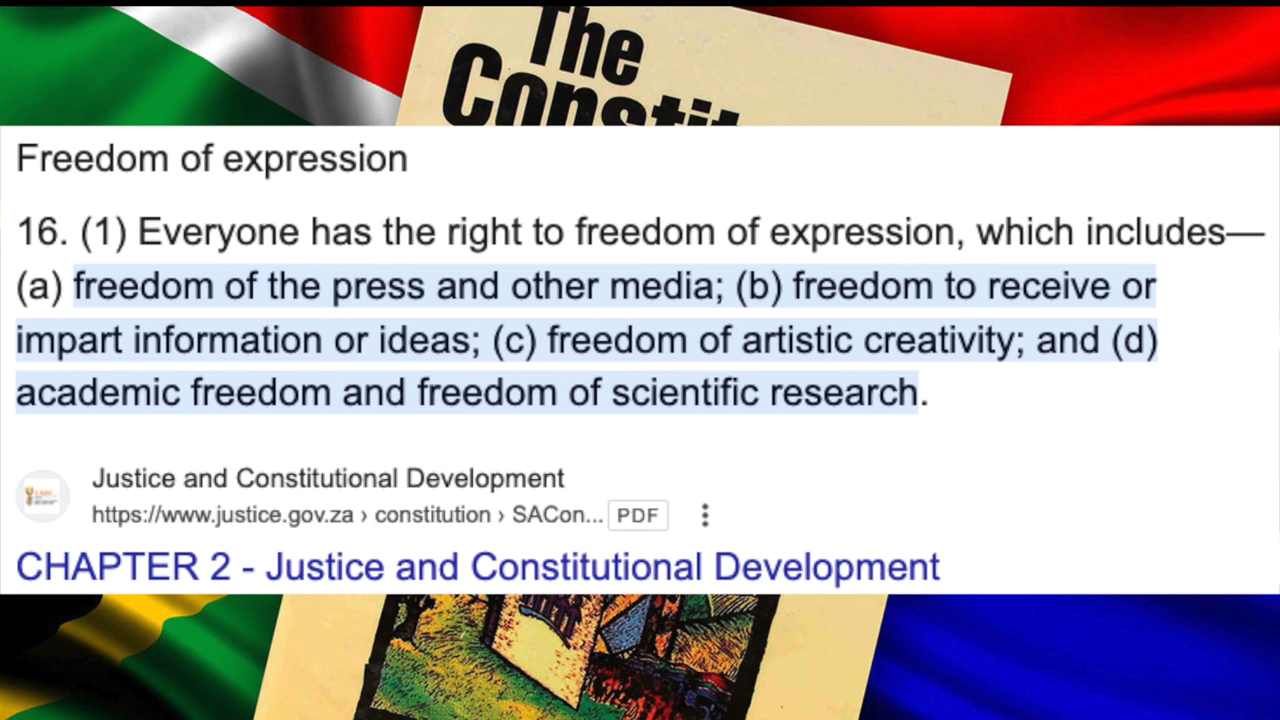 The
Constit
Freedom of expression
16. (1) Everyone has the right to freedom of expression, which includes—
(a) freedom of the press and other media; (b) freedom to receive or
impart information or ideas; (c) freedom of artistic creativity; and (d)
academic freedom and freedom of scientific research.
Justice and Constitutional Development
https://www.justice.gov.za › constitution › SACon... PDF
CHAPTER 2 - Justice and Constitutional Development